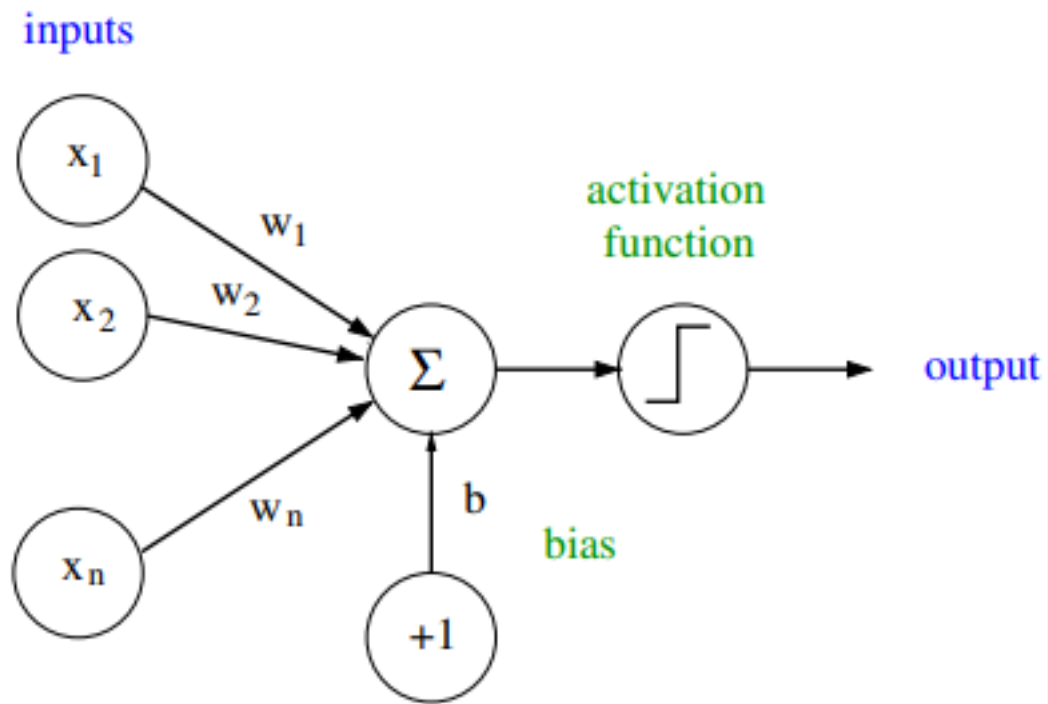 inputs
x₁
w₁
activation
function
x₂
w₂
Σ
output
wₙ
b
bias
xₙ
+1